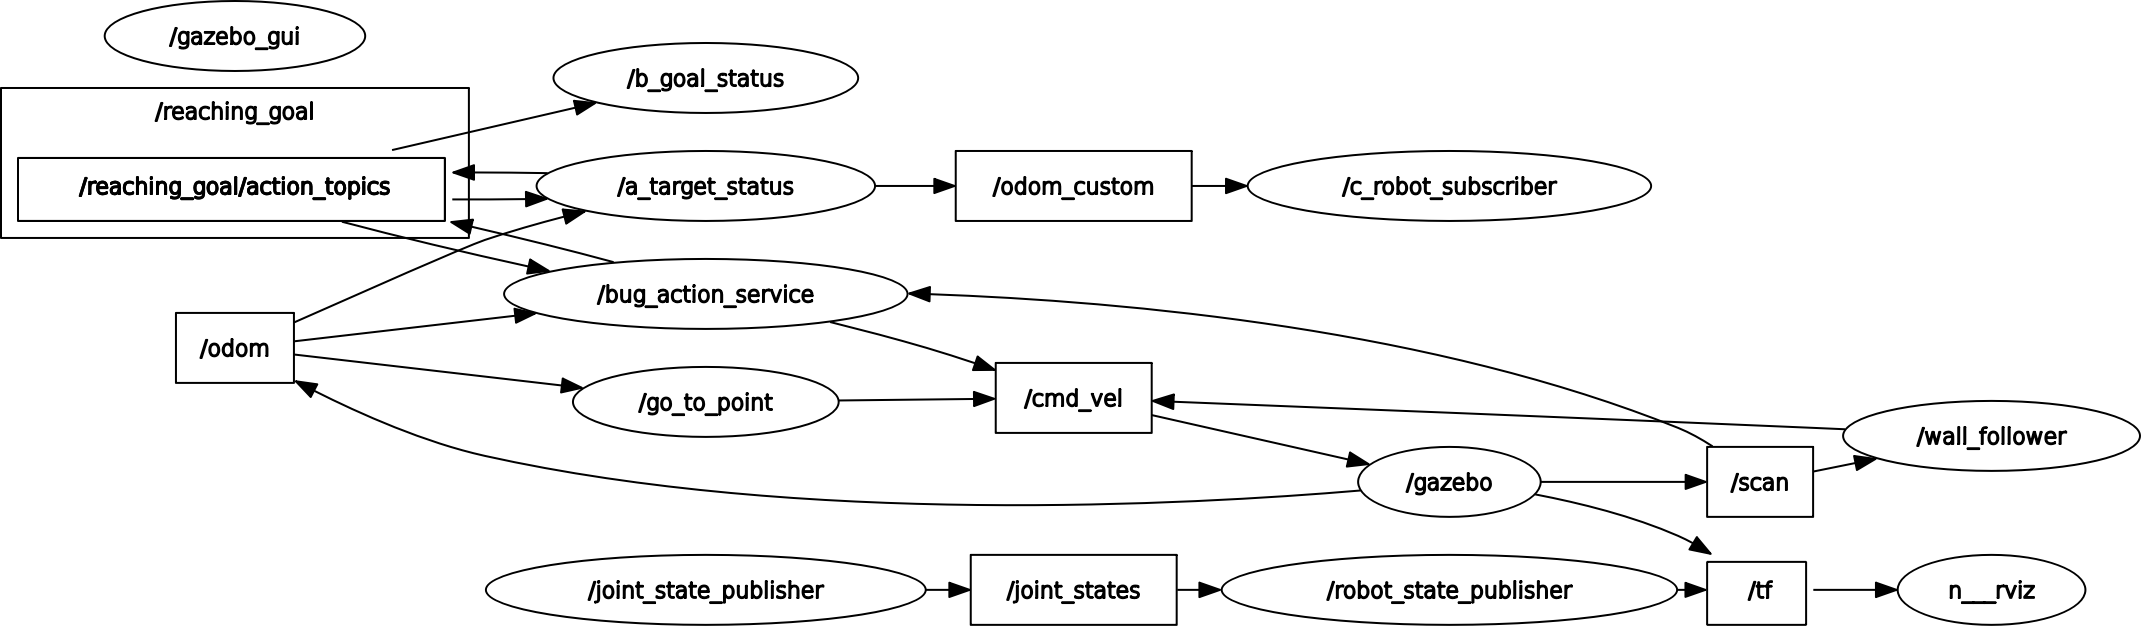 /gazebo_gui
/b_goal_status
/reaching_goal
/reaching_goal/action_topics
/a_target_status
/odom_custom
/c_robot_subscriber
/bug_action_service
/odom
/go_to_point
/cmd_vel
/wall_follower
/gazebo
/scan
/joint_state_publisher
/joint_states
/robot_state_publisher
/tf
n___rviz